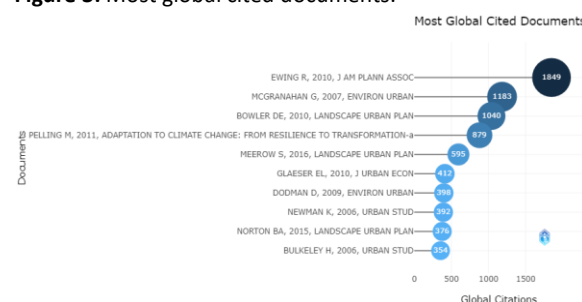 Figure 3. Most global cited documents.
Most Global Cited Documents
EWING R, 2010, J AM PLANN ASSOC 1849
MCGRANAHAN G, 2007, ENVIRON URBAN 1183
BOWLER DE, 2010, LANDSCAPE URBAN PLAN 1040
PELLING M, 2011, ADAPTATION TO CLIMATE CHANGE: FROM RESILIENCE TO TRANSFORMATION-a 879
MEEROW S, 2016, LANDSCAPE URBAN PLAN 595
GLAESER EL, 2010, J URBAN ECON 412
DODMAN D, 2009, ENVIRON URBAN 398
NEWMAN K, 2006, URBAN STUD 392
NORTON BA, 2015, LANDSCAPE URBAN PLAN 376
BULKELEY H, 2006, URBAN STUD 354
Documents
0 500 1000 1500
Global Citations